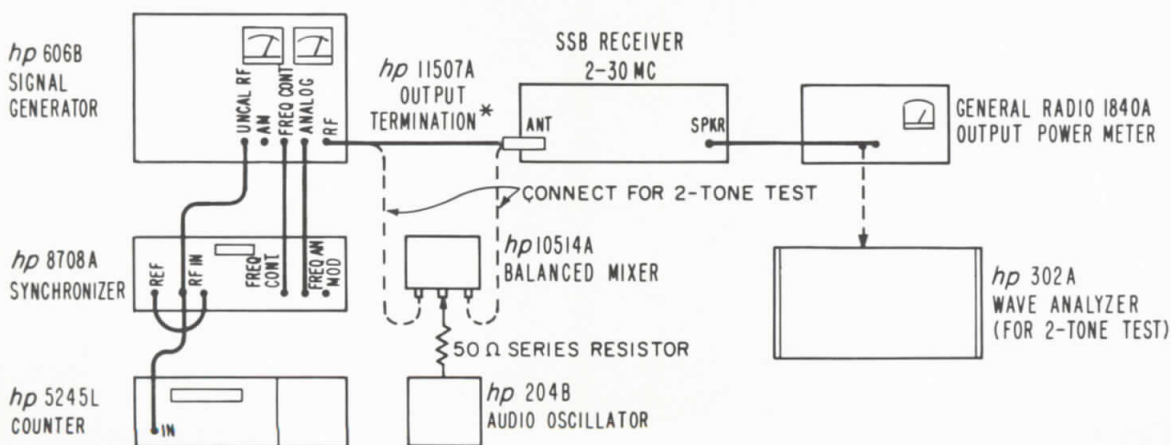 hp 606B
SIGNAL
GENERATOR
UNCAL RF
AM
FREQ CONT
ANALOG
RF
hp 11507A
OUTPUT
TERMINATION*
SSB RECEIVER
2-30 MC
ANT
SPKR
GENERAL RADIO 1840A
OUTPUT POWER METER
CONNECT FOR 2-TONE TEST
hp 8708A
SYNCHRONIZER
REF
RF IN
FREQ
CONT
FREQ AN
MOD
hp 10514A
BALANCED MIXER
hp 302A
WAVE ANALYZER
(FOR 2-TONE TEST)
50 Ω SERIES RESISTOR
hp 5245L
COUNTER
IN
hp 204B
AUDIO OSCILLATOR